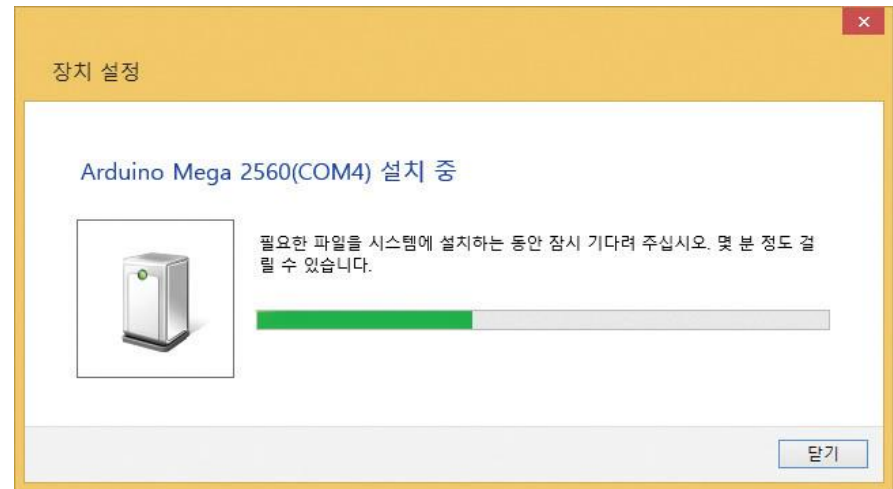 장치 설정
Arduino Mega 2560(COM4) 설치 중
필요한 파일을 시스템에 설치하는 동안 잠시 기다려 주십시오. 몇 분 정도 걸
릴 수 있습니다.
닫기